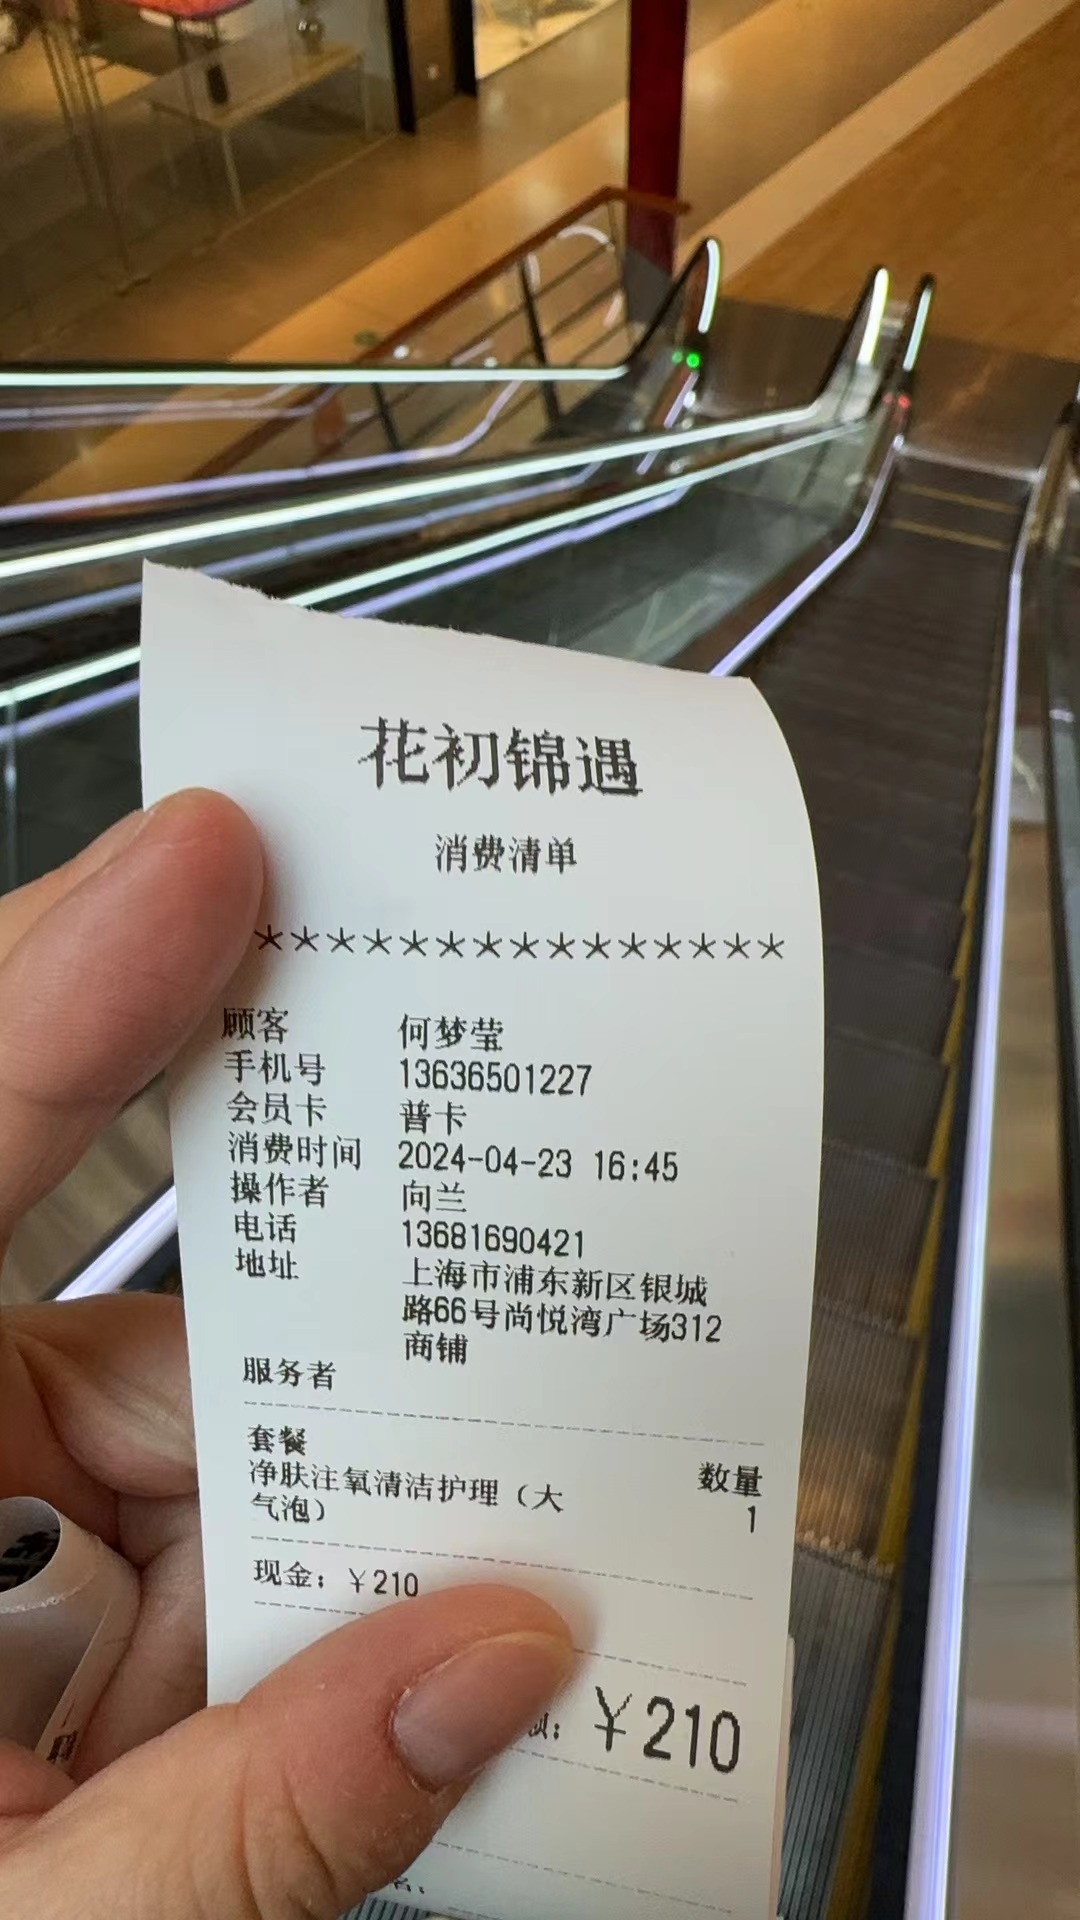 花初锦遇
消费清单
***************
顾客 何梦莹
手机号 13636501227
会员卡 普卡
消费时间 2024-04-23 16:45
操作者 向兰
电话 13681690421
地址 上海市浦东新区银城
路66号尚悦湾广场312
商铺
服务者
套餐 数量
净肤注氧清洁护理（大
气泡） 1
现金：￥210
￥210